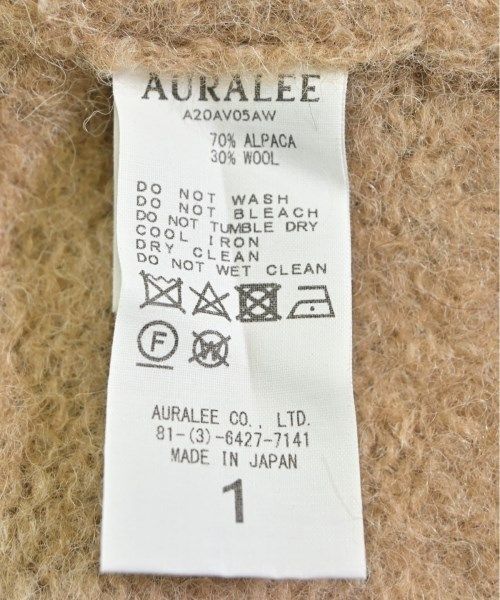 AURALEE
A20AV05AW
70% ALPACA
30% WOOL
DO NOT WASH
DO NOT BLEACH
DO NOT TUMBLE DRY
COOL IRON
DRY CLEAN
DO NOT WET CLEAN
F W
AURALEE CO., LTD.
81-(3)-6427-7141
MADE IN JAPAN
1